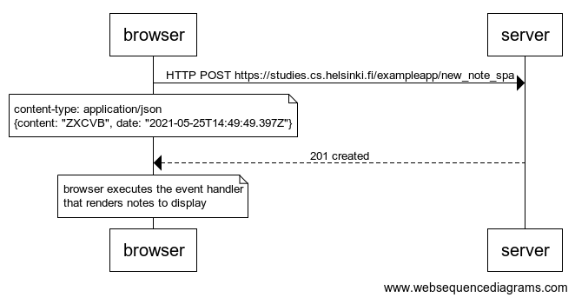 browser
server
HTTP POST https://studies.cs.helsinki.fi/exampleapp/new_note_spa
content-type: application/json
{content: "ZXCVB", date: "2021-05-25T14:49:49.397Z"}
201 created
browser executes the event handler
that renders notes to display
browser
server
www.websequencediagrams.com